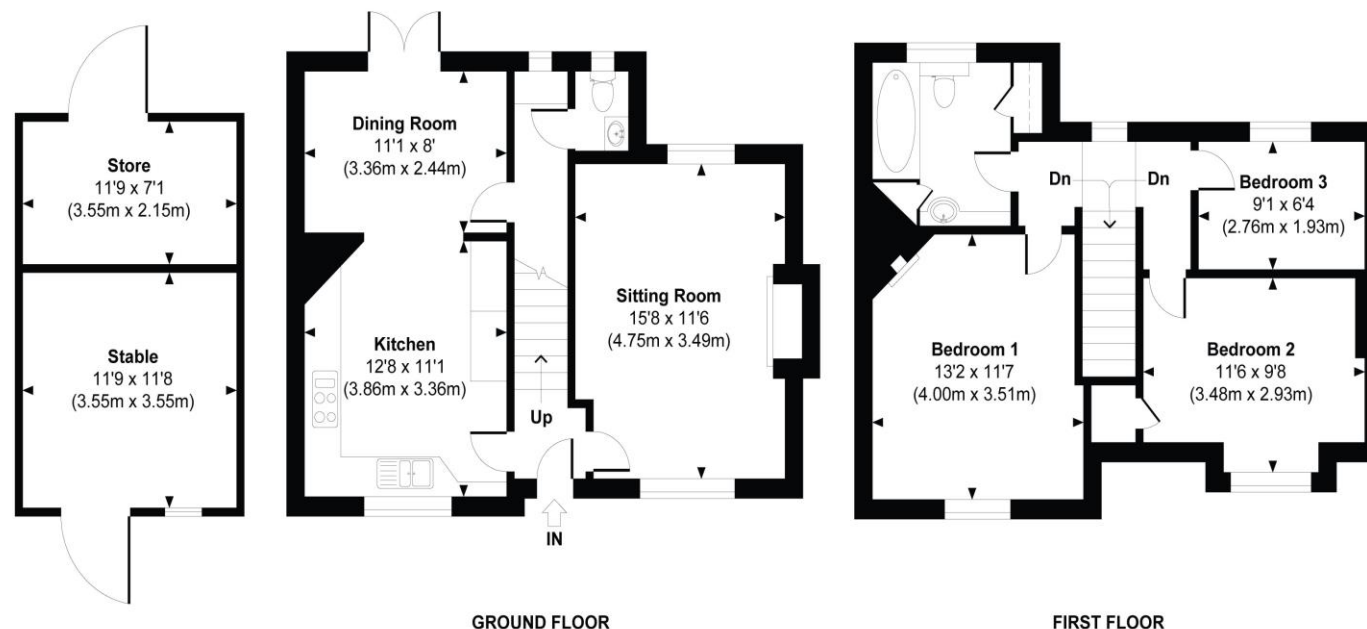 Store
11'9 x 7'1
(3.55m x 2.15m)
Stable
11'9 x 11'8
(3.55m x 3.55m)
Dining Room
11'1 x 8'
(3.36m x 2.44m)
Kitchen
12'8 x 11'1
(3.86m x 3.36m)
Up
IN
Sitting Room
15'8 x 11'6
(4.75m x 3.49m)
GROUND FLOOR
Dn
Dn
Bedroom 3
9'1 x 6'4
(2.76m x 1.93m)
Bedroom 1
13'2 x 11'7
(4.00m x 3.51m)
Bedroom 2
11'6 x 9'8
(3.48m x 2.93m)
FIRST FLOOR